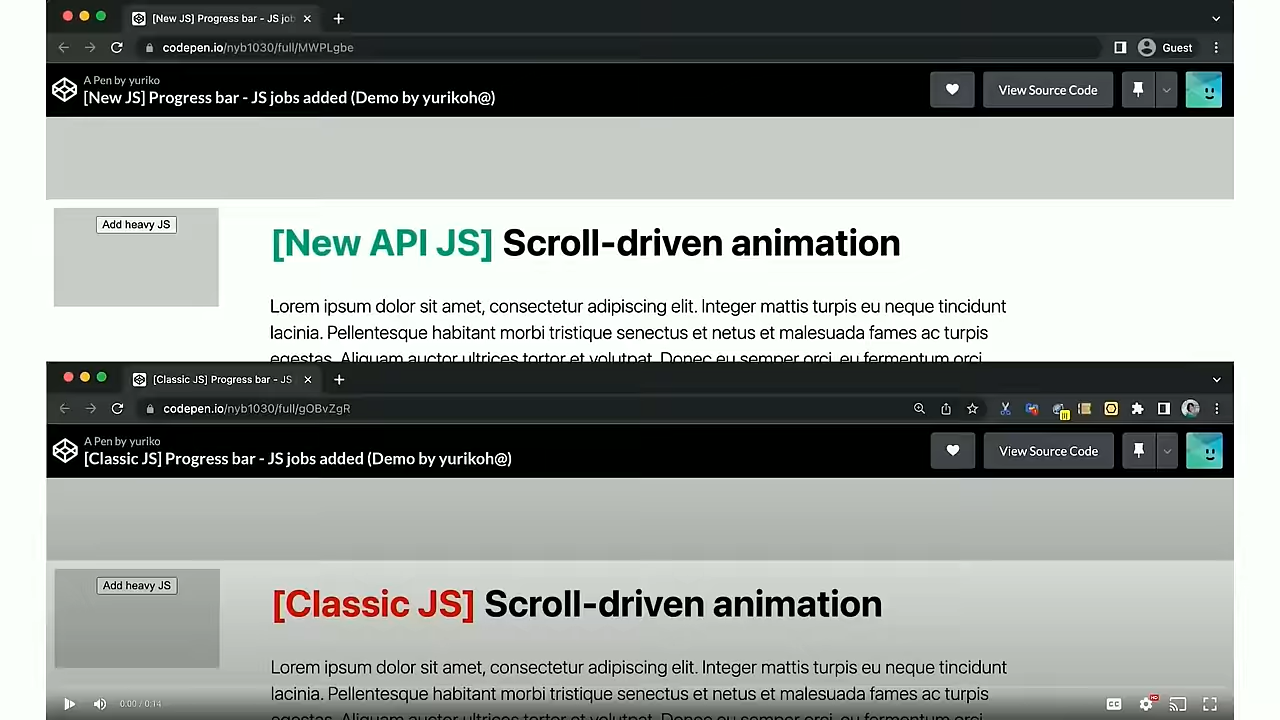 [New JS] Progress bar - JS job
codepen.io/nyb1030/full/MWPLgbe
Guest
A Pen by yuriko
[New JS] Progress bar - JS jobs added (Demo by yurikoh@)
View Source Code
Add heavy JS
[New API JS] Scroll-driven animation
Lorem ipsum dolor sit amet, consectetur adipiscing elit. Integer mattis turpis eu neque tincidunt
lacinia. Pellentesque habitant morbi tristique senectus et netus et malesuada fames ac turpis
egestas. Aliquam auctor ultrices tortor et volutpat. Donec eu semper orci, eu fermentum orci
[Classic JS] Progress bar - JS
codepen.io/nyb1030/full/gOBvZgR
A Pen by yuriko
[Classic JS] Progress bar - JS jobs added (Demo by yurikoh@)
View Source Code
Add heavy JS
[Classic JS] Scroll-driven animation
Lorem ipsum dolor sit amet, consectetur adipiscing elit. Integer mattis turpis eu neque tincidunt
lacinia. Pellentesque habitant morbi tristique senectus et netus et malesuada fames ac turpis
egestas. Aliquam auctor ultrices tortor et volutpat. Donec eu semper orci, eu fermentum orci
0:00 / 0:14
CC
HD